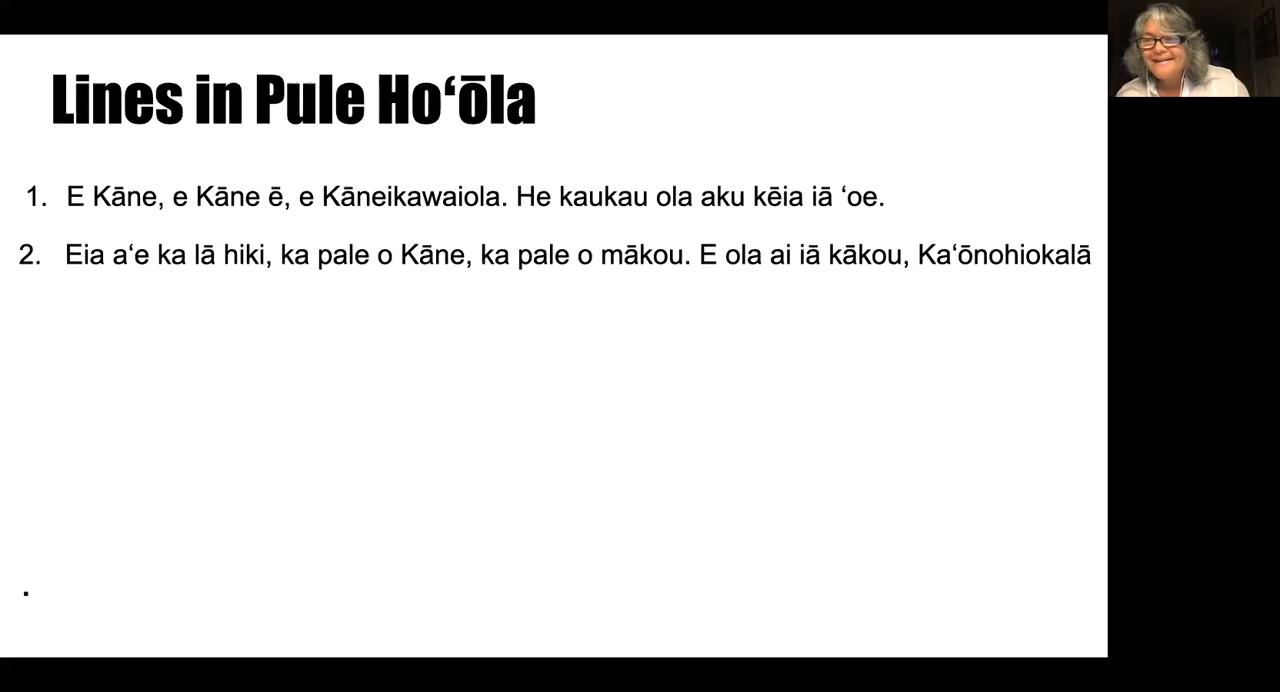 Lines in Pule Hoʻōla
1. E Kāne, e Kāne ē, e Kāneikawaiola. He kaukau ola aku kēia iā ʻoe.
2. Eia aʻe ka lā hiki, ka pale o Kāne, ka pale o mākou. E ola ai iā kākou, Kaʻōnohiokalā
.